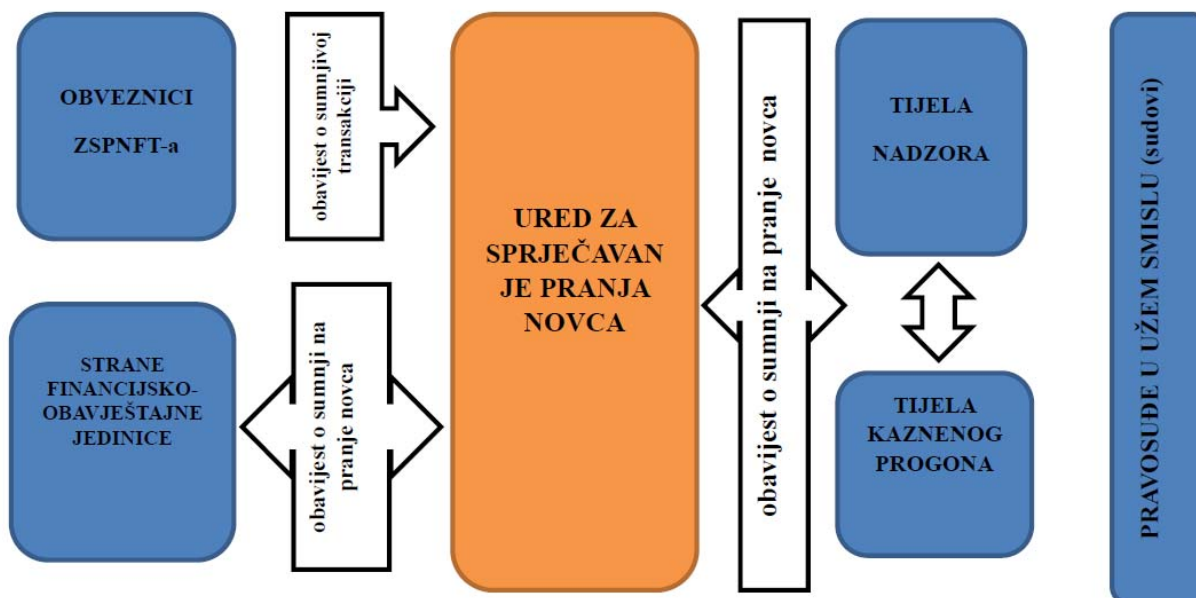 OBVEZNICI
ZSPNFT-a
obavijest o sumnjivoj
transakciji
URED ZA
SPRJEČAVAN
JE PRANJA
NOVCA
obavijest o sumnji na pranje novca
TIJELA
NADZORA
PRAVOSUĐE U UŽEM SMISLU (sudovi)
STRANE
FINANCIJSKO-
OBAVJEŠTAJNE
JEDINICE
obavijest o sumnji na
pranje novca
TIJELA
KAZNENOG
PROGONA